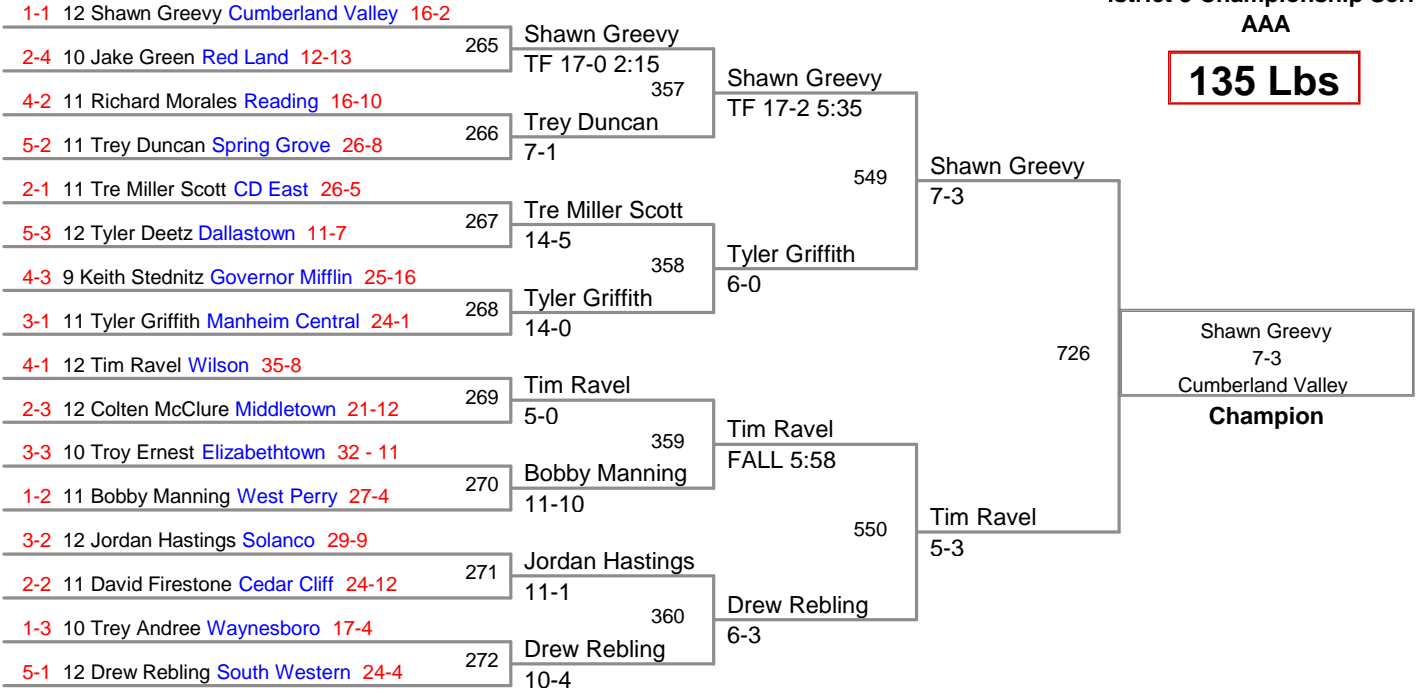 istrict 3 Championship Seri
AAA
135 Lbs
1-1 12 Shawn Greevy Cumberland Valley 16-2
2-4 10 Jake Green Red Land 12-13
4-2 11 Richard Morales Reading 16-10
5-2 11 Trey Duncan Spring Grove 26-8
2-1 11 Tre Miller Scott CD East 26-5
5-3 12 Tyler Deetz Dallastown 11-7
4-3 9 Keith Stednitz Governor Mifflin 25-16
3-1 11 Tyler Griffith Manheim Central 24-1
4-1 12 Tim Ravel Wilson 35-8
2-3 12 Colten McClure Middletown 21-12
3-3 10 Troy Ernest Elizabethtown 32 - 11
1-2 11 Bobby Manning West Perry 27-4
3-2 12 Jordan Hastings Solanco 29-9
2-2 11 David Firestone Cedar Cliff 24-12
1-3 10 Trey Andree Waynesboro 17-4
5-1 12 Drew Rebling South Western 24-4
265
Shawn Greevy
TF 17-0 2:15
266
Trey Duncan
7-1
267
Tre Miller Scott
14-5
268
Tyler Griffith
14-0
269
Tim Ravel
5-0
270
Bobby Manning
11-10
271
Jordan Hastings
11-1
272
Drew Rebling
10-4
357
Shawn Greevy
TF 17-2 5:35
358
Tyler Griffith
6-0
359
Tim Ravel
FALL 5:58
360
Drew Rebling
6-3
549
Shawn Greevy
7-3
550
Tim Ravel
5-3
726
Shawn Greevy
7-3
Cumberland Valley
Champion